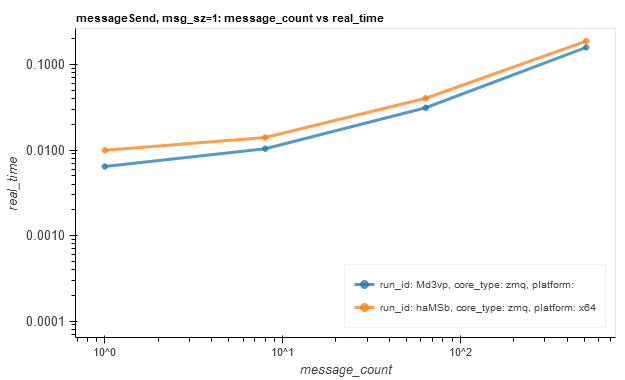 messageSend, msg_sz=1: message_count vs real_time
0.1000
0.0100
0.0010
0.0001
real_time
run_id: Md3vp, core_type: zmq, platform:
run_id: haMSb, core_type: zmq, platform: x64
10^0
10^1
10^2
message_count